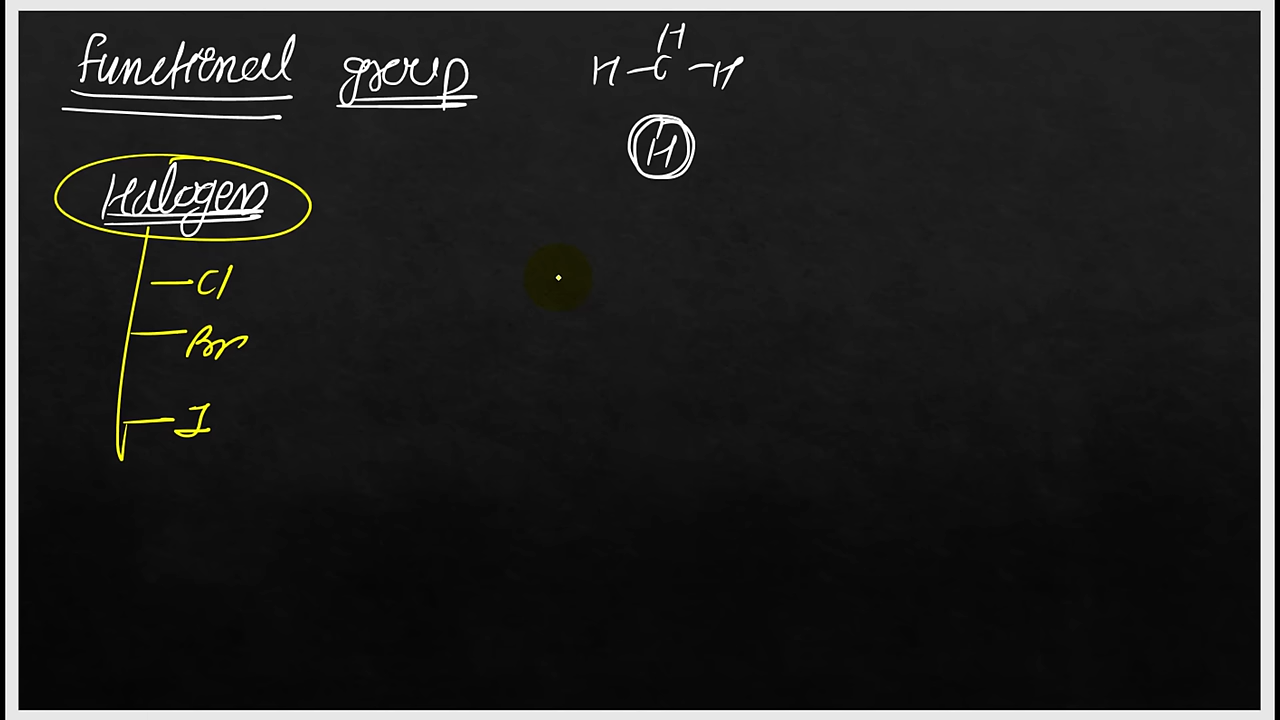 functional group
H
H-C-H
H
Halogen
-Cl
-Br
-I